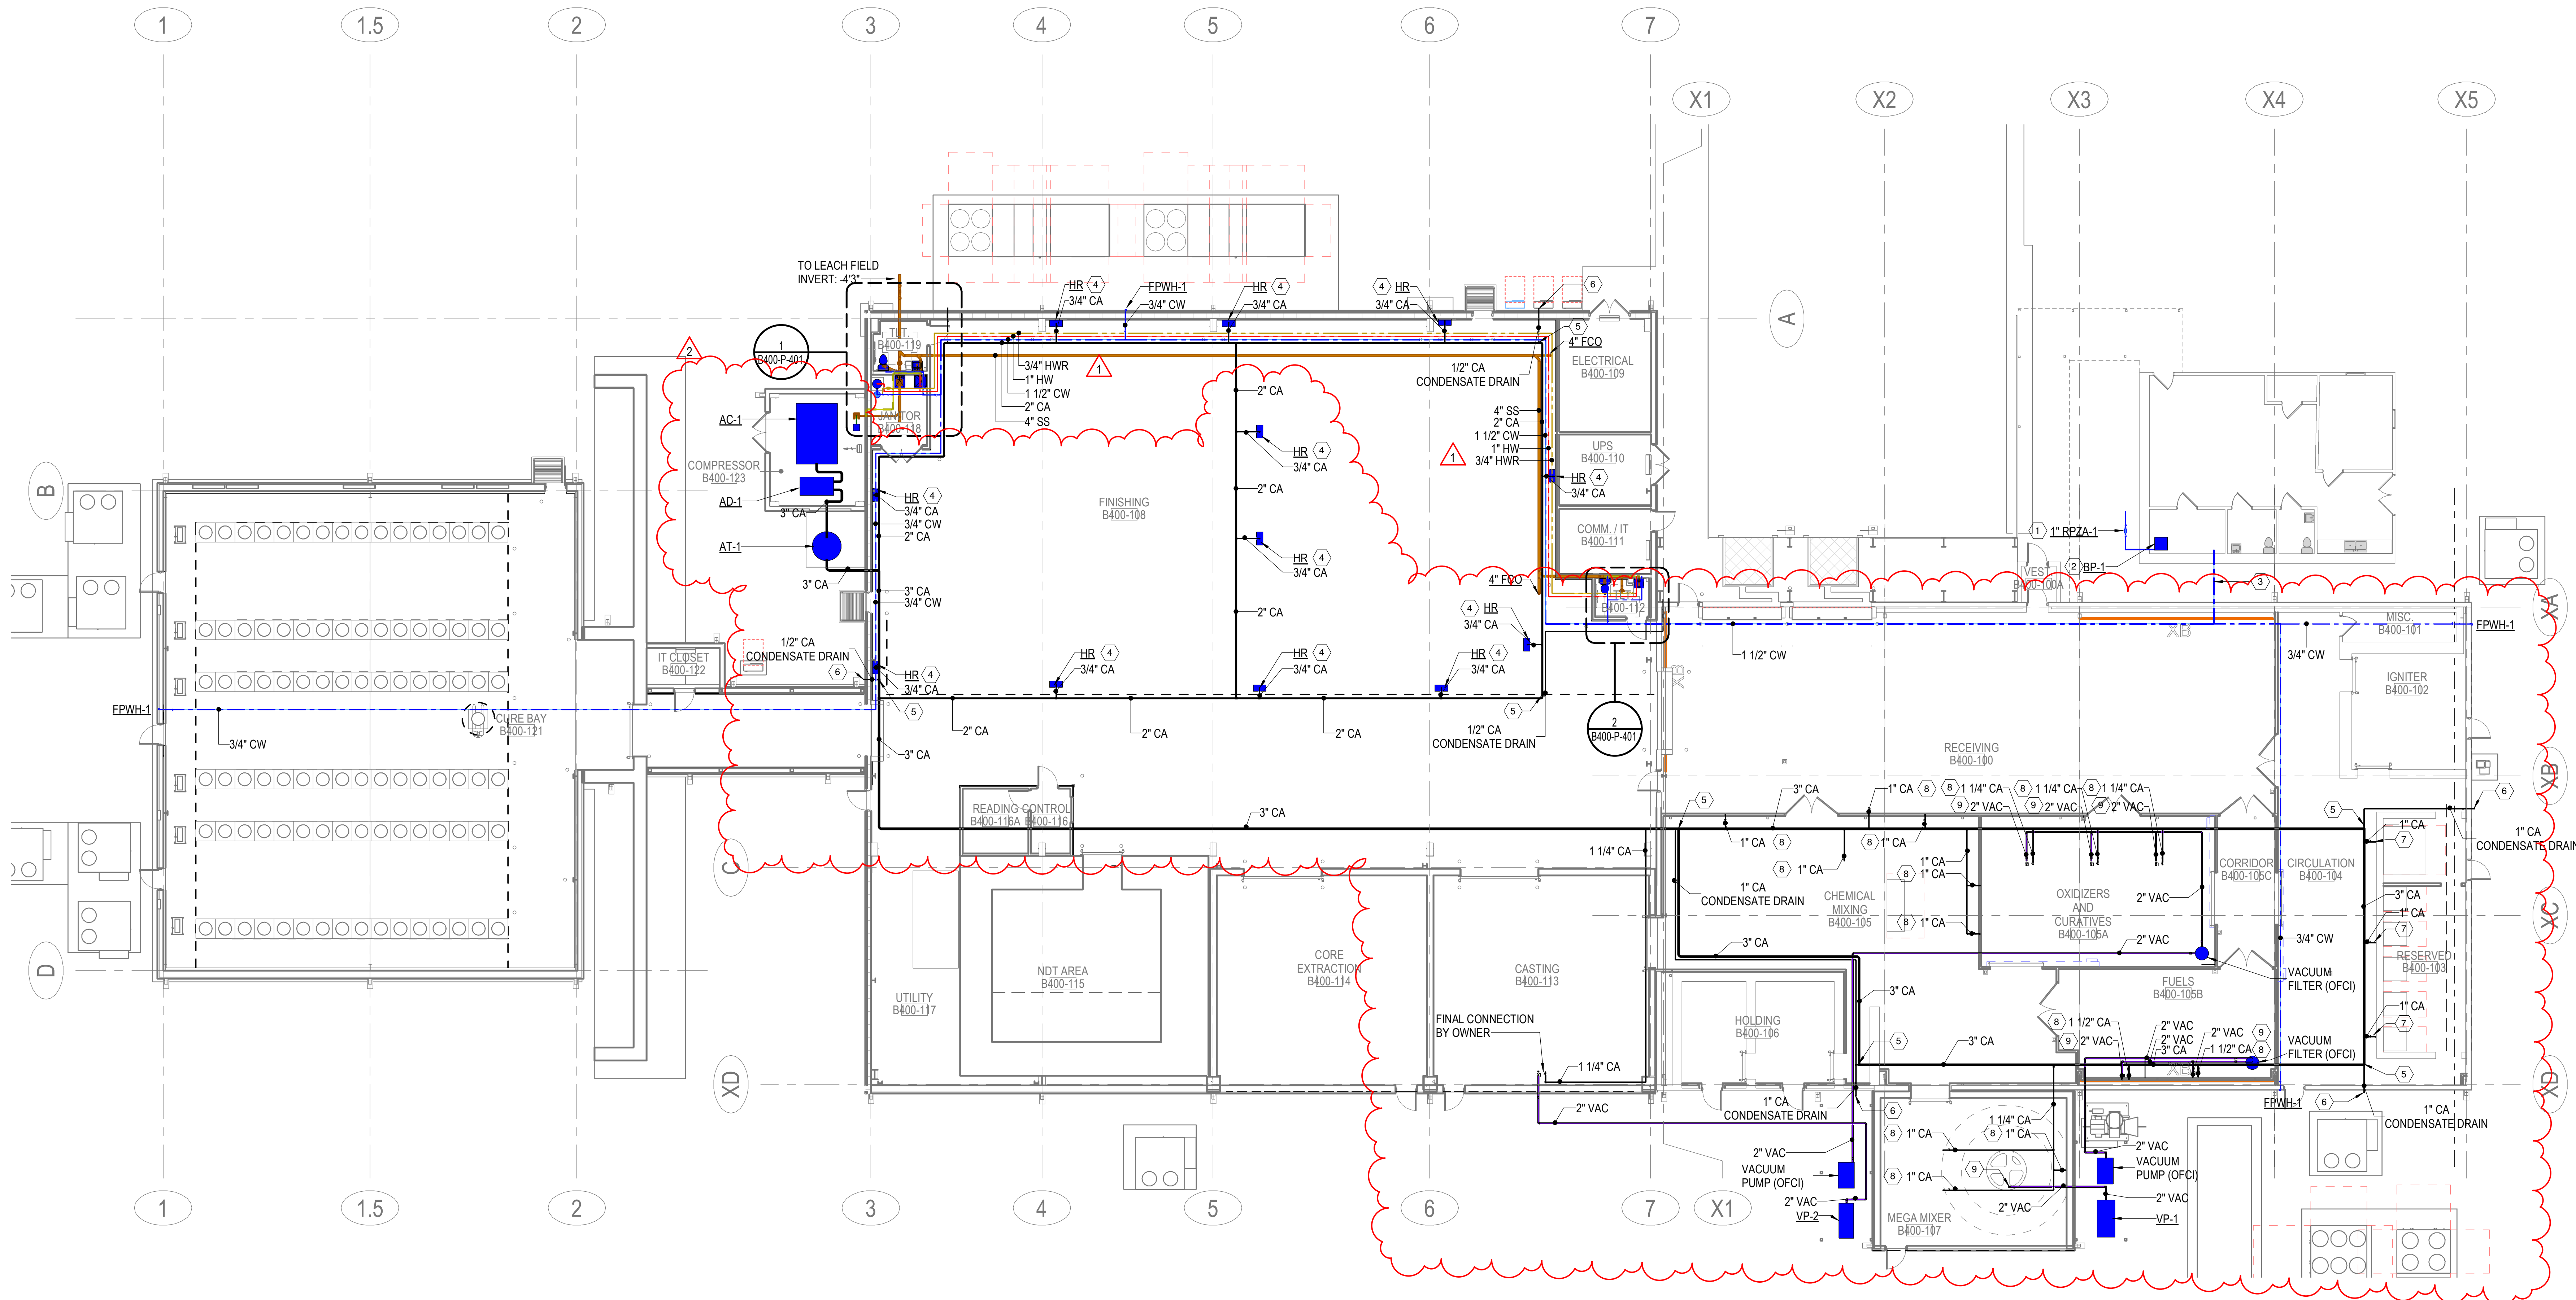 1
1.5
2
3
4
5
6
7
X1
X2
X3
X4
X5
TO LEACH FIELD
INVERT: -4'3"
HR 4
3/4" CA
FPWH-1
3/4" CW
HR 4
3/4" CA
4 HR
3/4" CA
6
A
1
B400-P-401
2
TLT.
B400-119
5
4" FCO
3/4" HWR
1" HW
1 1/2" CW
2" CA
4" SS
1
1/2" CA
CONDENSATE DRAIN
ELECTRICAL
B400-109
2" CA
AC-1
JANITOR
B400-118
4" SS
2" CA
1 1/2" CW
1" HW
3/4" HWR
1
UPS
B400-110
HR 4
3/4" CA
COMPRESSOR
B400-123
HR 4
3/4" CA
B
AD-1
3" CA
HR 4
3/4" CA
3/4" CW
2" CA
2" CA
FINISHING
B400-108
HR 4
3/4" CA
COMM. / IT
B400-111
1 1" RPZA-1
2 BP-1
3
AT-1
3" CA
3" CA
3/4" CW
2" CA
4" FCO
B400-112
VEST
B400-100A
XA
4 HR
3/4" CA
XB
MISC.
B400-101
FPWH-1
1/2" CA
CONDENSATE DRAIN
6
IT CLOSET
B400-122
HR 4
3/4" CA
HR 4
3/4" CA
HR 4
3/4" CA
HR 4
3/4" CA
1 1/2" CW
3/4" CW
XB
IGNITER
B400-102
FPWH-1
3/4" CW
CURE BAY
B400-121
5
2" CA
2" CA
2" CA
5
1/2" CA
CONDENSATE DRAIN
2
B400-P-401
3" CA
RECEIVING
B400-100
XB
READING
B400-116A
CONTROL
B400-116
3" CA
5
3" CA
1" CA 8
8 1 1/4" CA
9 2" VAC
8 1 1/4" CA
9 2" VAC
8 1 1/4" CA
9 2" VAC
5
6
1" CA
7
1" CA
CONDENSATE DRAIN
C
1 1/4" CA
1" CA 8
8 1" CA
8 1" CA
1" CA
8 1" CA
8 1" CA
1" CA
CONDENSATE DRAIN
CHEMICAL
MIXING
B400-105
OXIDIZERS
AND
CURATIVES
B400-105A
2" VAC
2" VAC
CORRIDOR
B400-105C
CIRCULATION
B400-104
3" CA
1" CA
7
XC
3/4" CW
RESERVED
B400-103
D
3" CA
3" CA
UTILITY
B400-117
NDT AREA
B400-115
CORE
EXTRACTION
B400-114
CASTING
B400-113
FUELS
B400-105B
VACUUM
FILTER (OFCI)
1" CA
7
FINAL CONNECTION
BY OWNER
HOLDING
B400-106
5
3" CA
8 1 1/2" CA
9 2" VAC
2" VAC
2" VAC
3" CA
2" VAC 9
1 1/2" CA 8
VACUUM
FILTER (OFCI)
XB
5
XD
1 1/4" CA
2" VAC
1" CA
CONDENSATE DRAIN
6
FPWH-1
6
1" CA
CONDENSATE DRAIN
XD
1 1/4" CA
8 1" CA
8 1" CA
9
8 1" CA
2" VAC
2" VAC
VACUUM
PUMP (OFCI)
2" VAC
VACUUM
PUMP (OFCI)
2" VAC
VP-2
2" VAC
VP-1
MEGA MIXER
B400-107
1
1.5
2
3
4
5
6
7
X1